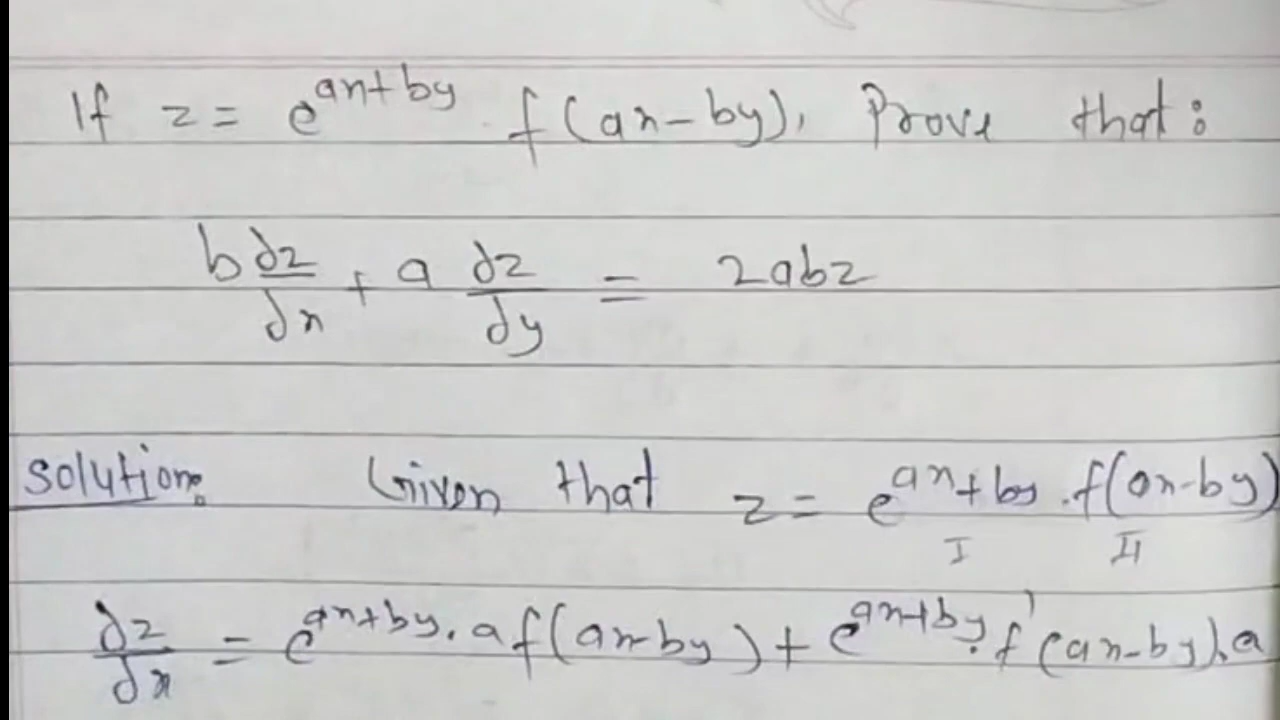 If z = e^{ax+by} f(ax-by), Prove that:
b ∂z/∂x + a ∂z/∂y = 2abz
Solution: Given that z = e^{ax+by} . f(ax-by)
I II
∂z/∂x = e^{ax+by} . a f(ax-by) + e^{ax+by} . f'(ax-by).a